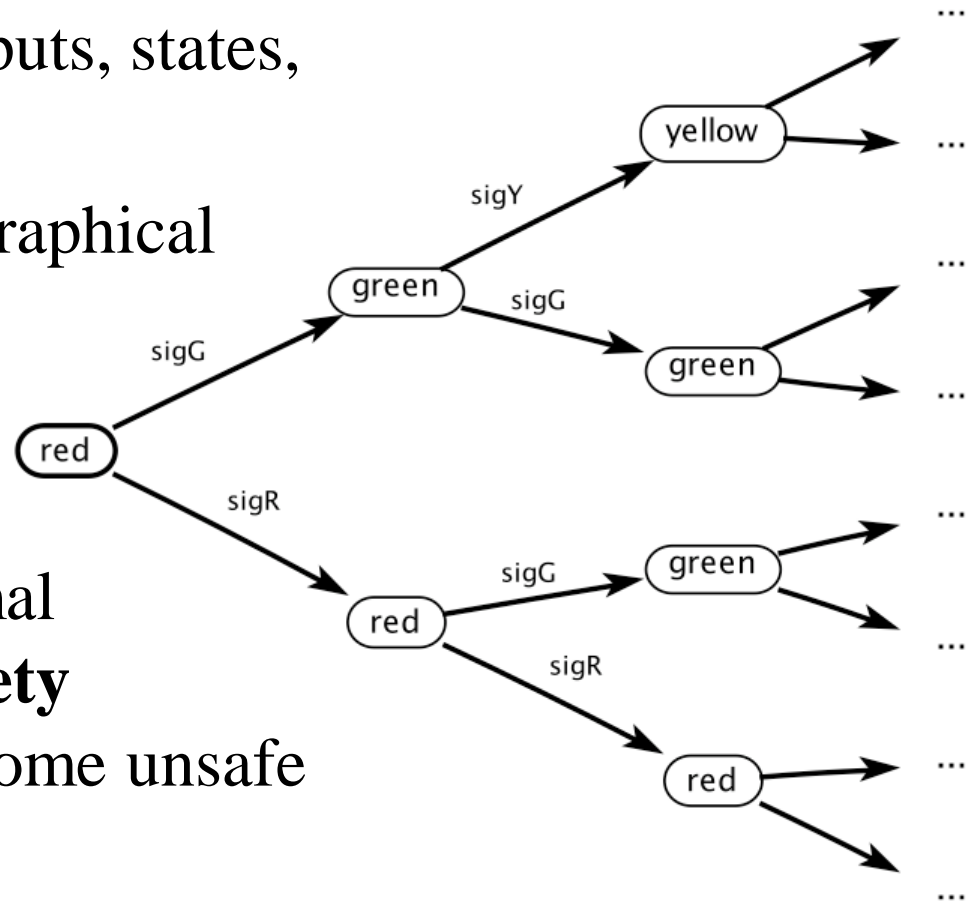 puts, states,
raphical
nal
ety
ome unsafe
red
sigG
sigR
green
red
sigY
sigG
sigG
sigR
yellow
green
green
red
...
...
...
...
...
...
...
...